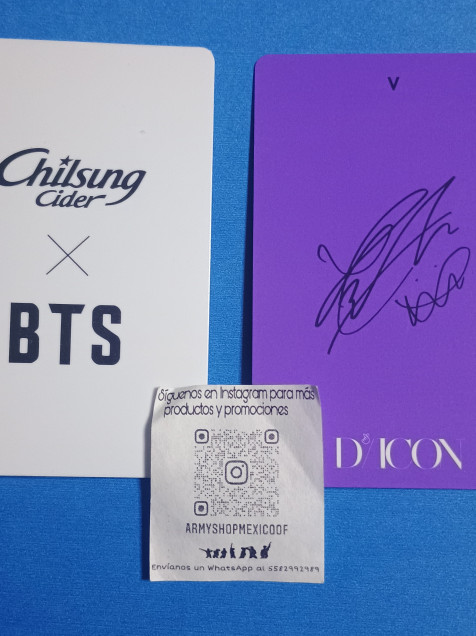 Chilsung
Cider
X
BTS
V
D/ICON
Síguenos en Instagram para más
productos y promociones
ARMYSHOPMEXICOOF
Envíanos un WhatsApp al 5582992989